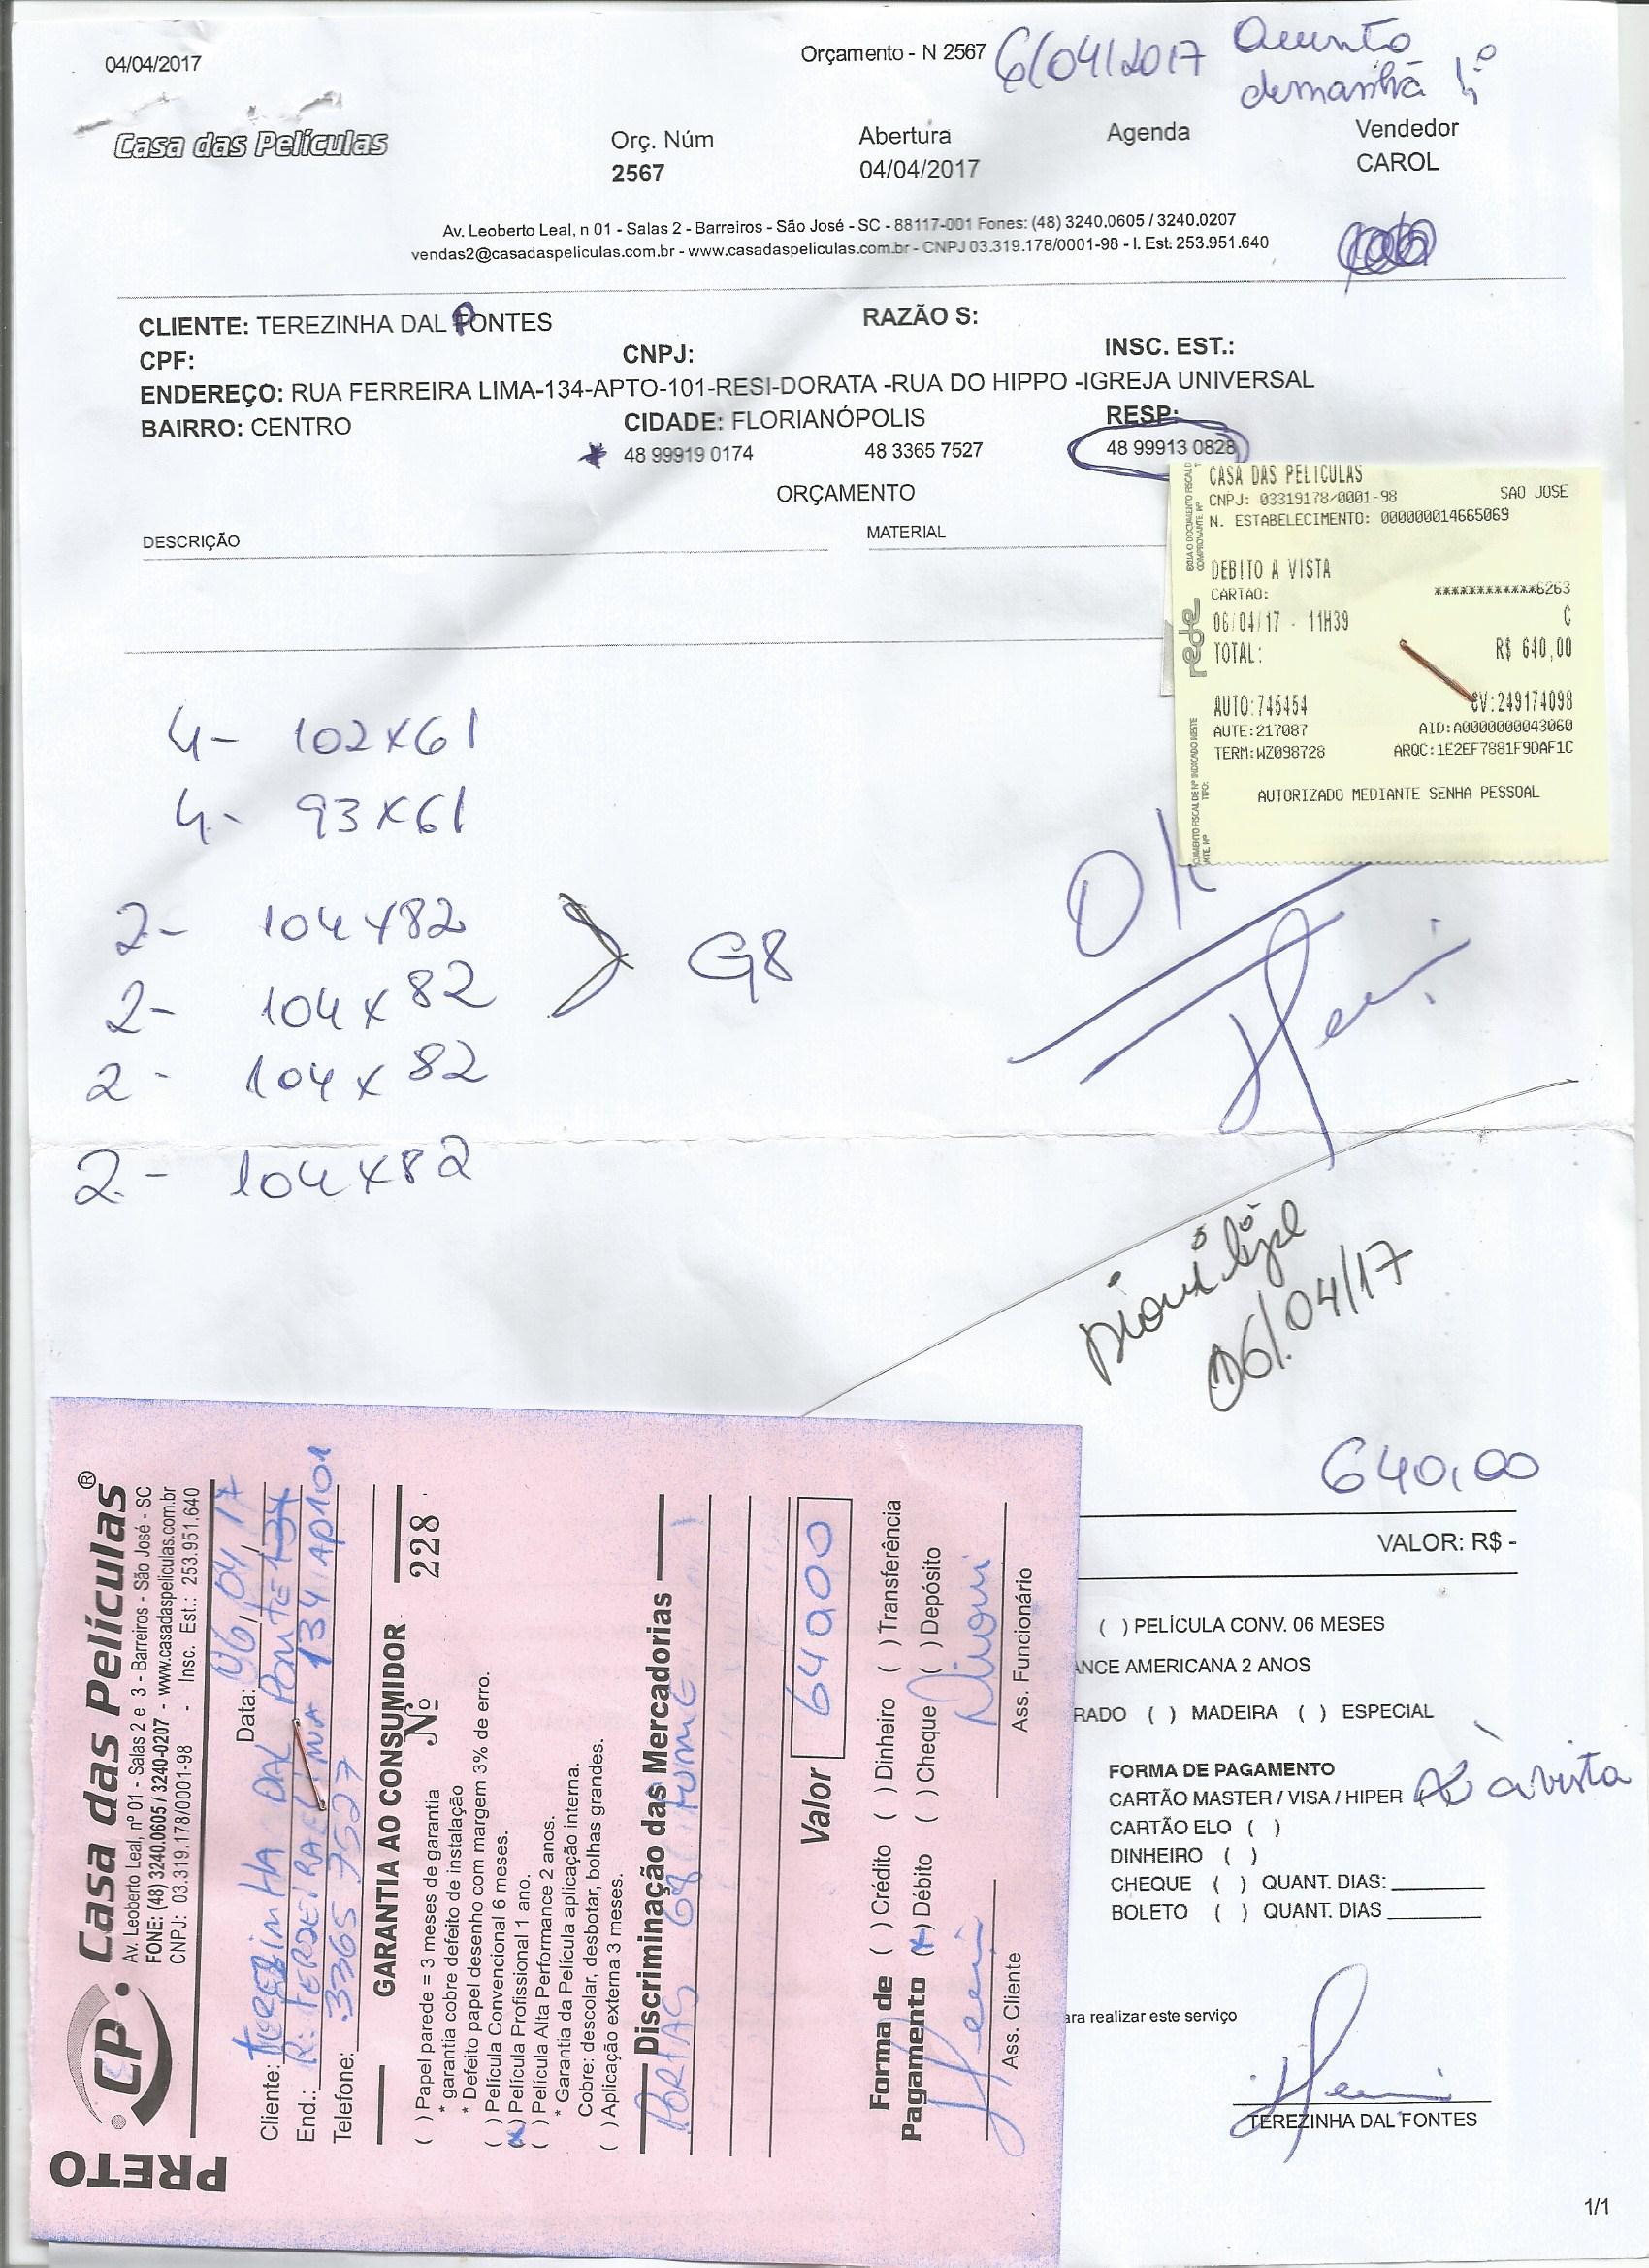 04/04/2017
Orçamento - N 2567
6/04/2017
demanhã 1º
Casa das Películas
Orç. Núm
2567
Abertura
04/04/2017
Agenda
Vendedor
CAROL
Av. Leoberto Leal, n 01 - Salas 2 - Barreiros - São José - SC - 88117-001 Fones: (48) 3240.0605 / 3240.0207
vendas2@casadaspeliculas.com.br - www.casadaspeliculas.com.br - CNPJ 03.319.178/0001-98 - I. Est. 253.951.640
CLIENTE: TEREZINHA DAL PONTES
RAZÃO S:
CPF:
CNPJ:
INSC. EST.:
ENDEREÇO: RUA FERREIRA LIMA-134-APTO-101-RESI-DORATA -RUA DO HIPPO -IGREJA UNIVERSAL
BAIRRO: CENTRO
CIDADE: FLORIANÓPOLIS
RESP:
48 99919 0174
48 3365 7527
48 99913 0828
ORÇAMENTO
DESCRIÇÃO
MATERIAL
CASA DAS PELICULAS
CNPJ: 03319178/0001-98 SAO JOSE
N. ESTABELECIMENTO: 000000014665069
DEBITO A VISTA
CARTAO: ************6263
06/04/17 - 11H39 C
TOTAL: R$ 640,00
AUTO:745454 CV:249174098
AUTE:217087 AID:A0000000043060
TERM:WZ098728 ARQC:1E2EF7881F9DAF1C
AUTORIZADO MEDIANTE SENHA PESSOAL
rede
4- 102x61
4- 93x61
2- 104x82
2- 104x82
G8
2- 104x82
2- 104x82
OK
06/.04/17
640,00
VALOR: R$ -
( ) PELÍCULA CONV. 06 MESES
ANCE AMERICANA 2 ANOS
RADO ( ) MADEIRA ( ) ESPECIAL
FORMA DE PAGAMENTO
CARTÃO MASTER / VISA / HIPER
à vista
CARTÃO ELO ( )
DINHEIRO ( )
CHEQUE ( ) QUANT. DIAS:
BOLETO ( ) QUANT. DIAS
ara realizar este serviço
TEREZINHA DAL FONTES
1/1
PRETO
CP
Casa das Películas®
Av. Leoberto Leal, nº 01 - Salas 2 e 3 - Barreiros - São José - SC
FONE: (48) 3240.0605 / 3240-0207 - www.casadaspeliculas.com.br
CNPJ: 03.319.178/0001-98 - Insc. Est.: 253.951.640
Data: 06/04/17
Cliente: TEREZINHA DAL PONTE 134
End.: R: FERREIRA LIMA 134 AP101
Telefone: 3365 7527
GARANTIA AO CONSUMIDOR
Nº 228
( ) Papel parede = 3 meses de garantia
* garantia cobre defeito de instalação
* Defeito papel desenho com margem 3% de erro.
( ) Película Convencional 6 meses.
(x) Película Profissional 1 ano.
( ) Película Alta Performance 2 anos.
* Garantia da Película aplicação interna.
Cobre: descolar, desbotar, bolhas grandes.
( ) Aplicação externa 3 meses.
Discriminação das Mercadorias
PORTAS G8 FUMÊ
Valor 640,00
Forma de Pagamento
( ) Crédito ( ) Dinheiro ( ) Transferência
(x) Débito ( ) Cheque ( ) Depósito
Ass. Cliente
Dioni
Ass. Funcionário